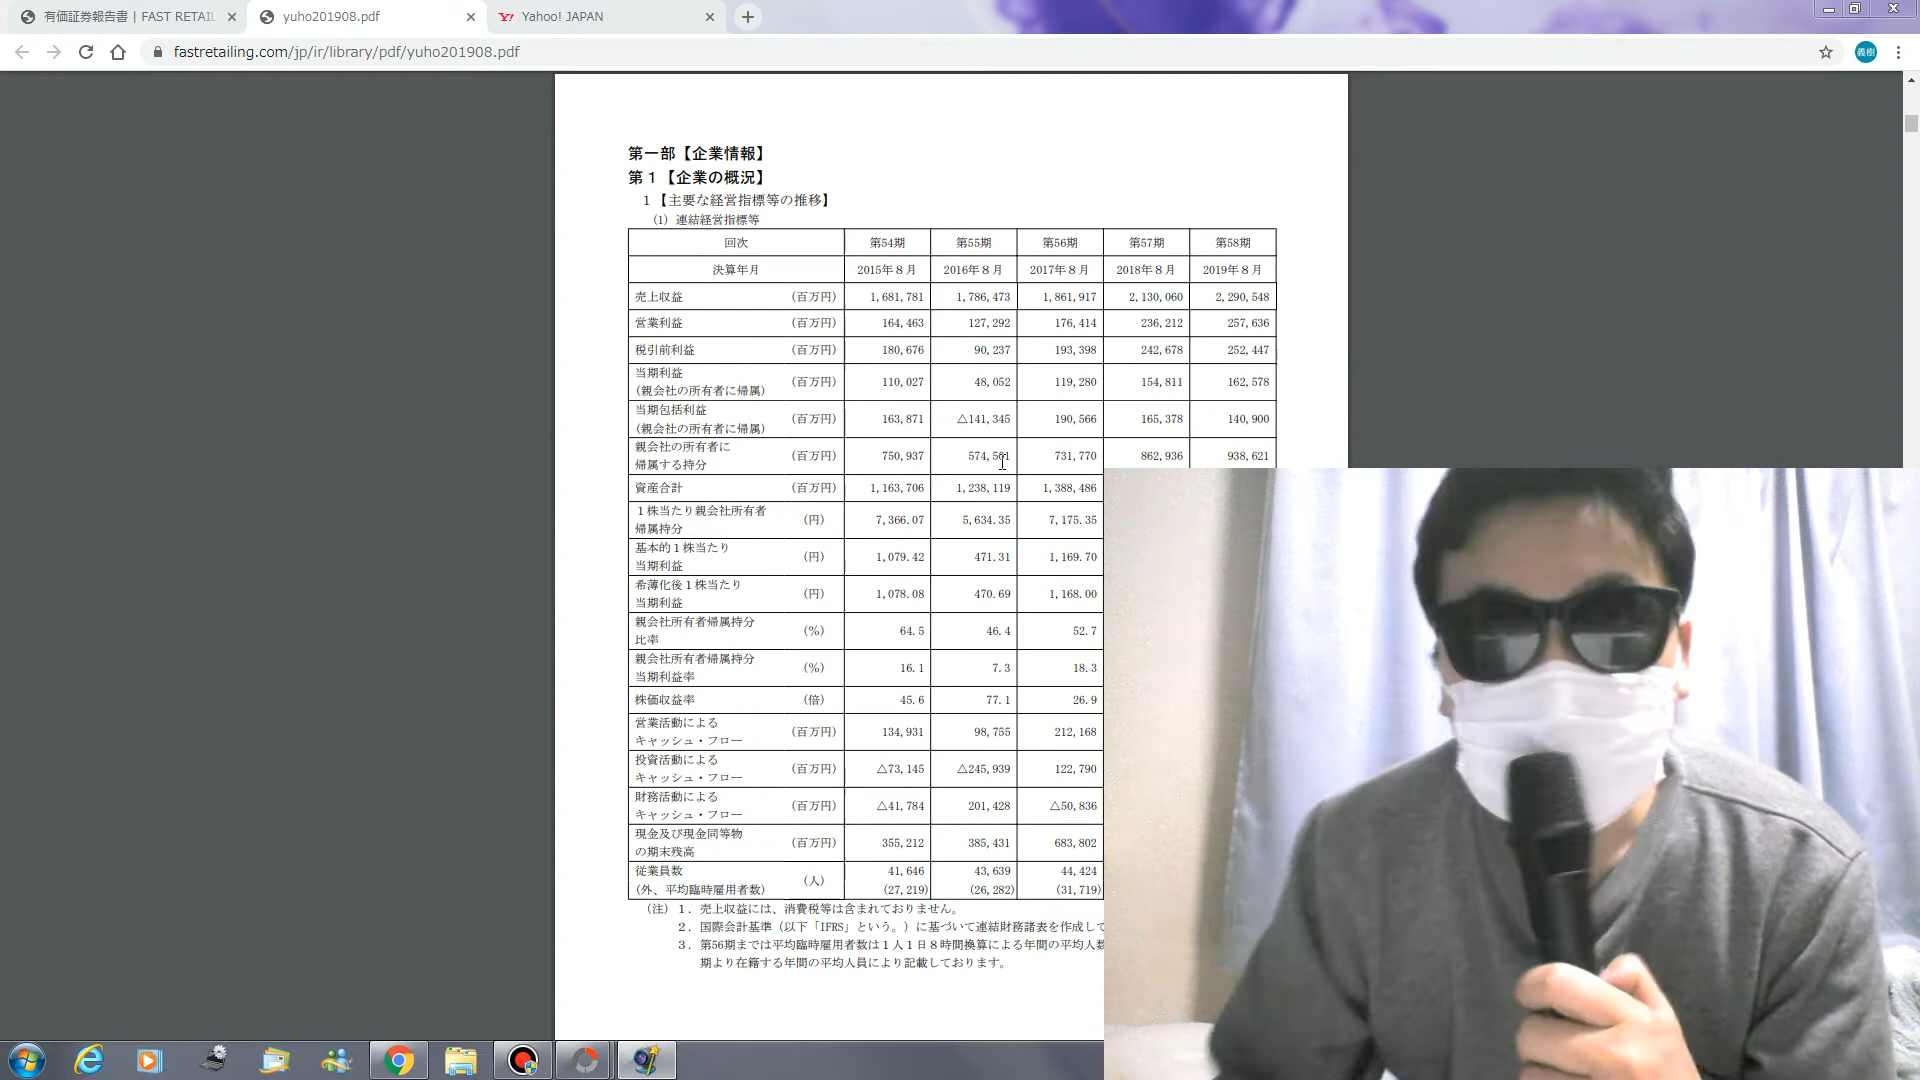 有価証券報告書 | FAST RETAIL
yuho201908.pdf
Yahoo! JAPAN
fastretailing.com/jp/ir/library/pdf/yuho201908.pdf
義樹
第一部【企業情報】
第1【企業の概況】
1【主要な経営指標等の推移】
(1) 連結経営指標等
回次 第54期 第55期 第56期 第57期 第58期
決算年月 2015年8月 2016年8月 2017年8月 2018年8月 2019年8月
売上収益 (百万円) 1,681,781 1,786,473 1,861,917 2,130,060 2,290,548
営業利益 (百万円) 164,463 127,292 176,414 236,212 257,636
税引前利益 (百万円) 180,676 90,237 193,398 242,678 252,447
当期利益
(親会社の所有者に帰属) (百万円) 110,027 48,052 119,280 154,811 162,578
当期包括利益
(親会社の所有者に帰属) (百万円) 163,871 △141,345 190,566 165,378 140,900
親会社の所有者に
帰属する持分 (百万円) 750,937 574,501 731,770 862,936 938,621
資産合計 (百万円) 1,163,706 1,238,119 1,388,486
1株当たり親会社所有者
帰属持分 (円) 7,366.07 5,634.35 7,175.35
基本的1株当たり
当期利益 (円) 1,079.42 471.31 1,169.70
希薄化後1株当たり
当期利益 (円) 1,078.08 470.69 1,168.00
親会社所有者帰属持分
比率 (%) 64.5 46.4 52.7
親会社所有者帰属持分
当期利益率 (%) 16.1 7.3 18.3
株価収益率 (倍) 45.6 77.1 26.9
営業活動による
キャッシュ・フロー (百万円) 134,931 98,755 212,168
投資活動による
キャッシュ・フロー (百万円) △73,145 △245,939 122,790
財務活動による
キャッシュ・フロー (百万円) △41,784 201,428 △50,836
現金及び現金同等物
の期末残高 (百万円) 355,212 385,431 683,802
従業員数 41,646 43,639 44,424
(外、平均臨時雇用者数) (人) (27,219) (26,282) (31,719)
(注) 1. 売上収益には、消費税等は含まれておりません。
2. 国際会計基準(以下「IFRS」という。)に基づいて連結財務諸表を作成して
3. 第56期までは平均臨時雇用者数は1人1日8時間換算による年間の平均人数
期より在籍する年間の平均人員により記載しております。